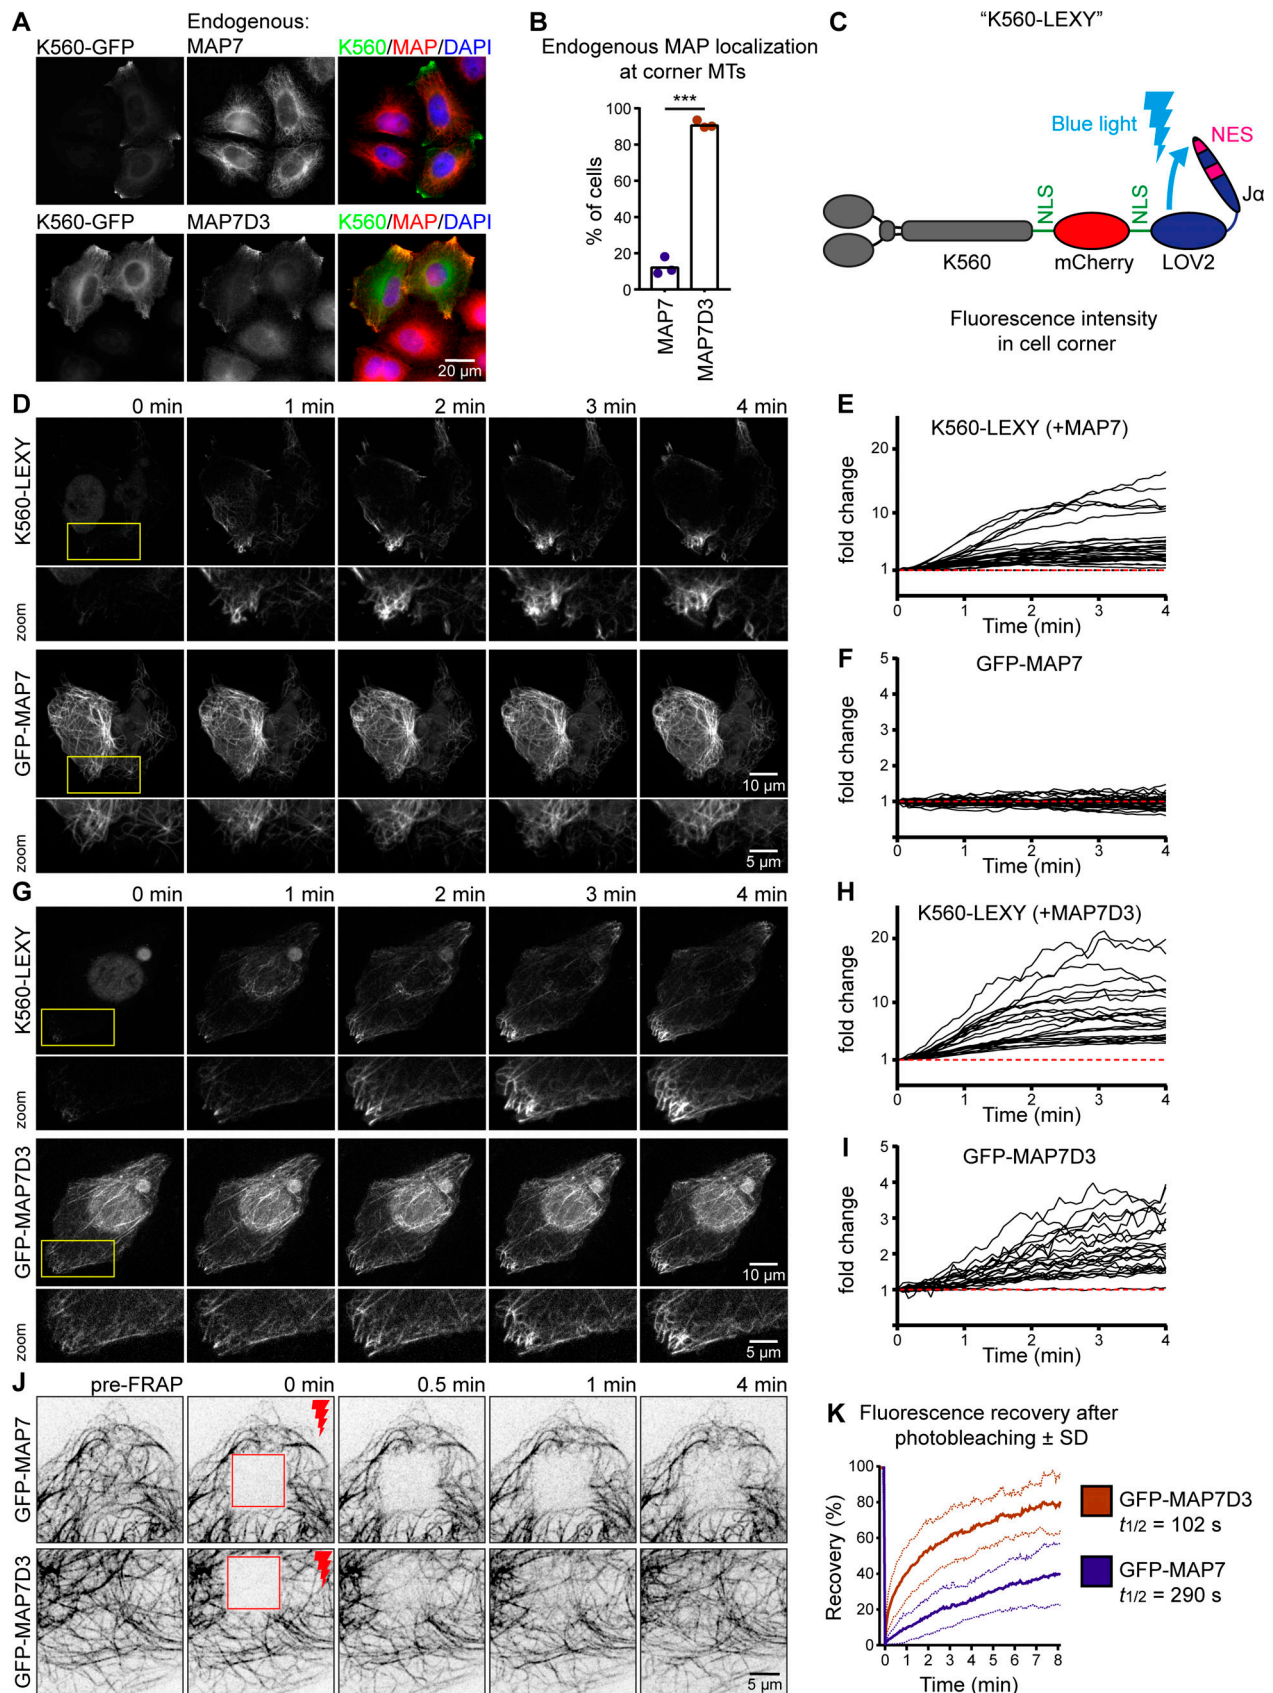 A
Endogenous:
K560-GFP
MAP7
K560/MAP/DAPI
K560-GFP
MAP7D3
K560/MAP/DAPI
20 µm
B
Endogenous MAP localization
at corner MTs
***
% of cells
100
80
60
40
20
0
MAP7
MAP7D3
C
“K560-LEXY”
Blue light
NES
NLS
NLS
Jα
K560
mCherry
LOV2
Fluorescence intensity
in cell corner
D
0 min
1 min
2 min
3 min
4 min
K560-LEXY
zoom
GFP-MAP7
10 µm
zoom
5 µm
E
K560-LEXY (+MAP7)
fold change
20
10
1
0
1
2
3
4
Time (min)
F
GFP-MAP7
fold change
5
4
3
2
1
0
1
2
3
4
Time (min)
G
0 min
1 min
2 min
3 min
4 min
K560-LEXY
zoom
GFP-MAP7D3
10 µm
zoom
5 µm
H
K560-LEXY (+MAP7D3)
fold change
20
10
1
0
1
2
3
4
Time (min)
I
GFP-MAP7D3
fold change
5
4
3
2
1
0
1
2
3
4
Time (min)
J
pre-FRAP
0 min
0.5 min
1 min
4 min
GFP-MAP7
GFP-MAP7D3
5 µm
K
Fluorescence recovery after
photobleaching ± SD
Recovery (%)
100
80
60
40
20
0
0
1
2
3
4
5
6
7
8
Time (min)
GFP-MAP7D3
t1/2 = 102 s
GFP-MAP7
t1/2 = 290 s